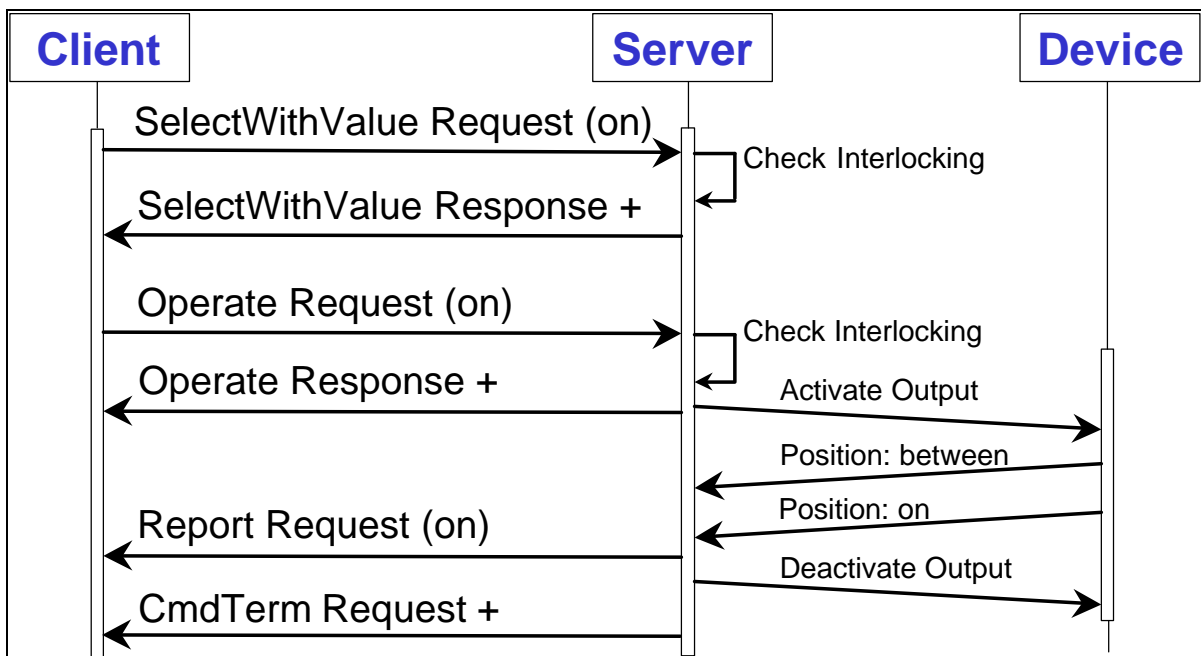 Client
Server
Device
SelectWithValue Request (on)
Check Interlocking
SelectWithValue Response +
Operate Request (on)
Check Interlocking
Operate Response +
Activate Output
Position: between
Position: on
Report Request (on)
Deactivate Output
CmdTerm Request +